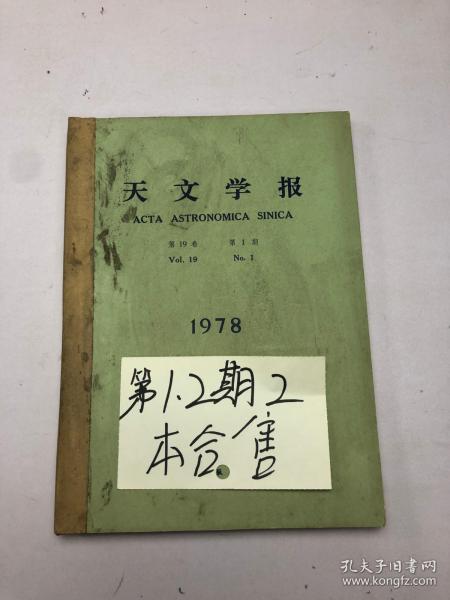 天文学报
ACTA ASTRONOMICA SINICA
第19卷 第1期
Vol. 19 No. 1
1978
第1.2期2
本合售
孔夫子旧书网
www.kongfz.com